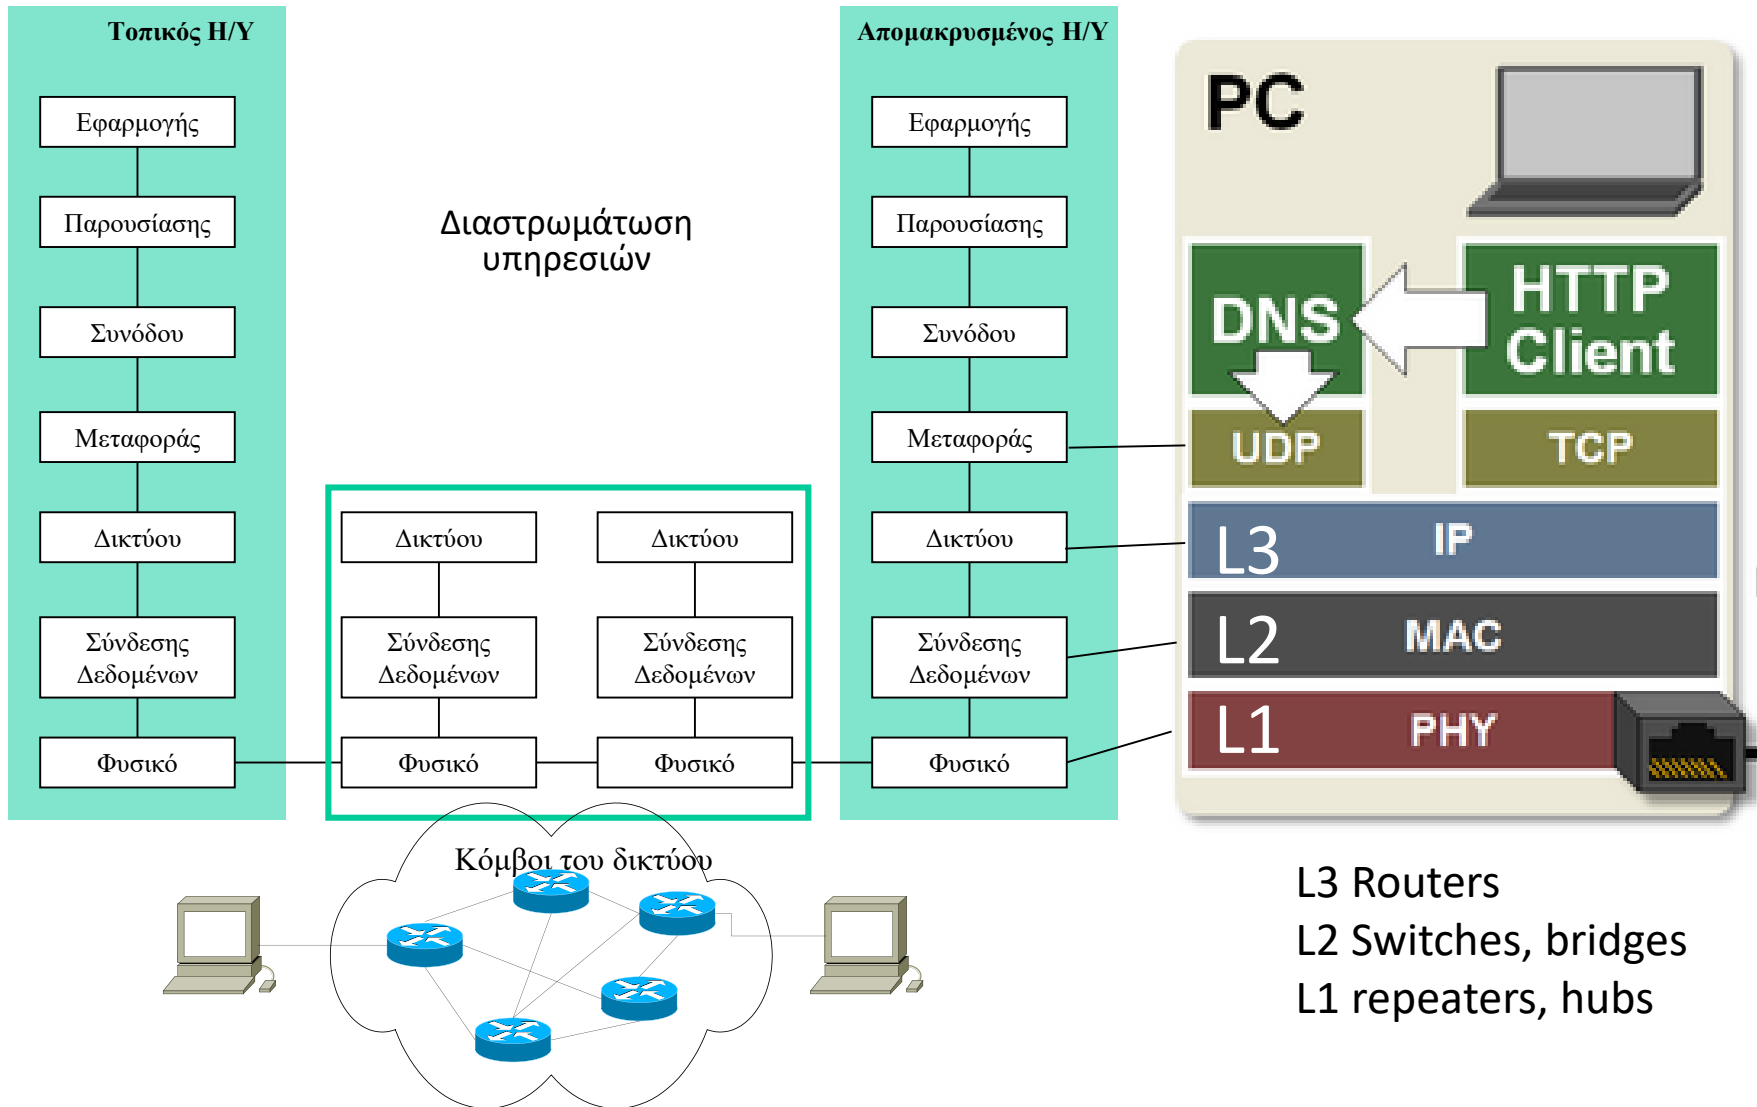 Τοπικός Η/Υ
Εφαρμογής
Παρουσίασης
Συνόδου
Μεταφοράς
Δικτύου
Σύνδεσης
Δεδομένων
Φυσικό
Διαστρωμάτωση
υπηρεσιών
Δικτύου
Σύνδεσης
Δεδομένων
Φυσικό
Δικτύου
Σύνδεσης
Δεδομένων
Φυσικό
Κόμβοι του δικτύου
Απομακρυσμένος Η/Υ
Εφαρμογής
Παρουσίασης
Συνόδου
Μεταφοράς
Δικτύου
Σύνδεσης
Δεδομένων
Φυσικό
PC
DNS
HTTP
Client
UDP
TCP
L3 IP
L2 MAC
L1 PHY
L3 Routers
L2 Switches, bridges
L1 repeaters, hubs